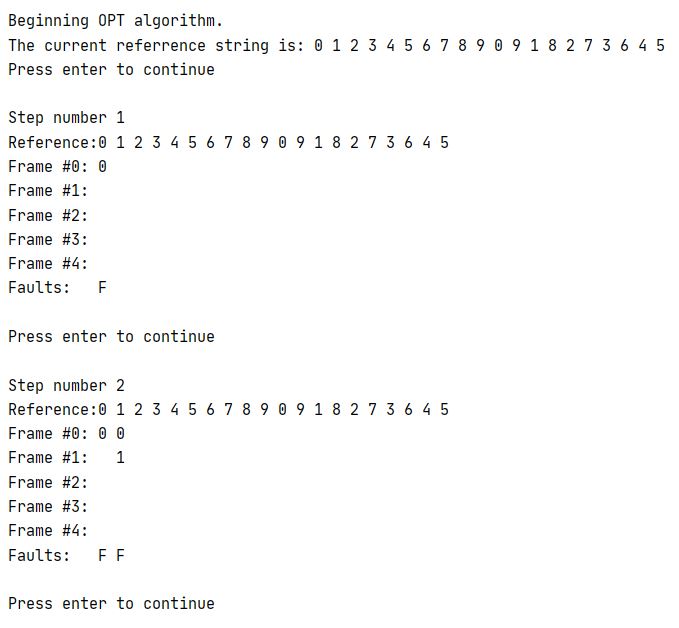 Beginning OPT algorithm.
The current referrence string is: 0 1 2 3 4 5 6 7 8 9 0 9 1 8 2 7 3 6 4 5
Press enter to continue
Step number 1
Reference:0 1 2 3 4 5 6 7 8 9 0 9 1 8 2 7 3 6 4 5
Frame #0: 0
Frame #1:
Frame #2:
Frame #3:
Frame #4:
Faults:   F
Press enter to continue
Step number 2
Reference:0 1 2 3 4 5 6 7 8 9 0 9 1 8 2 7 3 6 4 5
Frame #0: 0 0
Frame #1:   1
Frame #2:
Frame #3:
Frame #4:
Faults:   F F
Press enter to continue